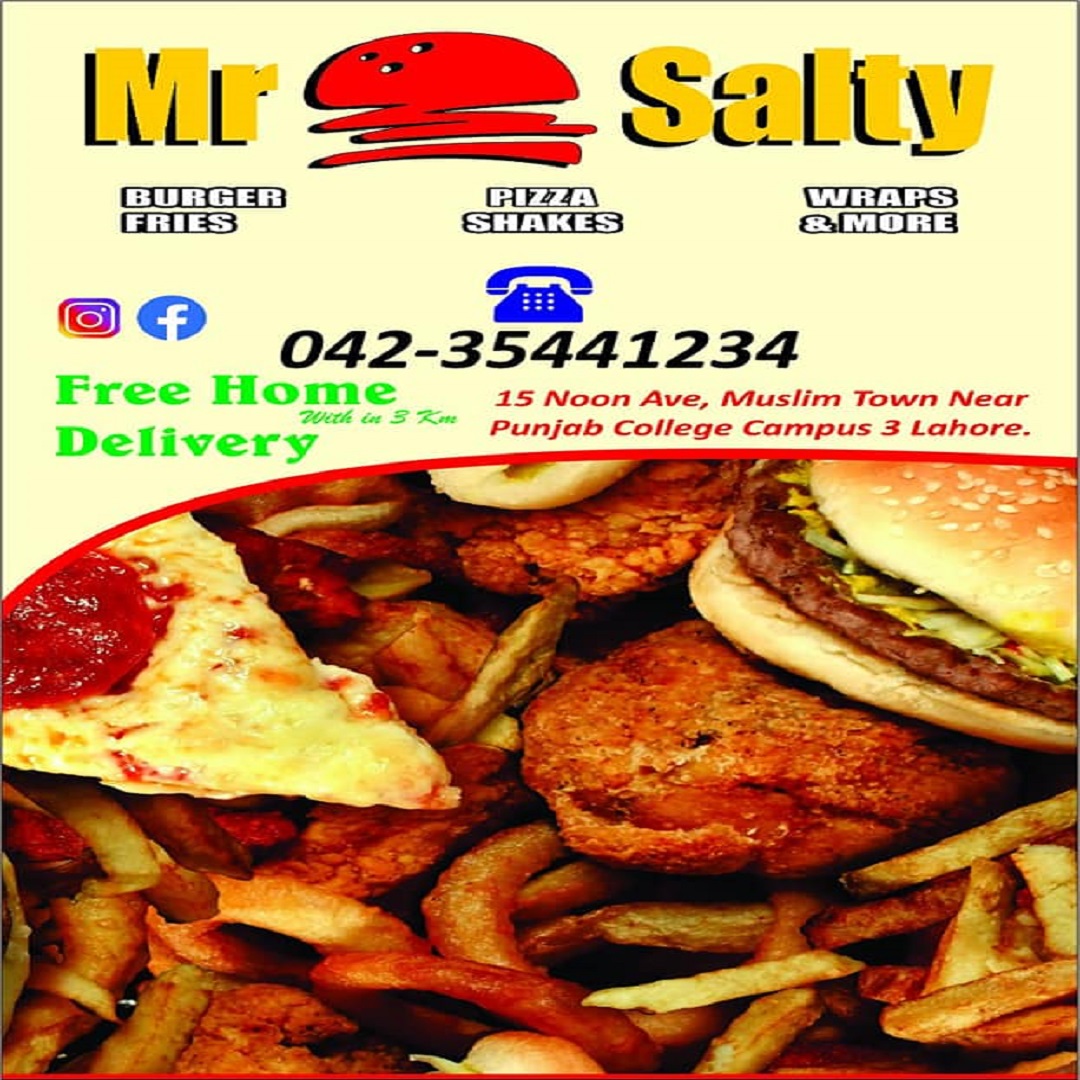 Mr Salty
BURGER
FRIES
PIZZA
SHAKES
WRAPS
& MORE
042-35441234
Free Home
With in 3 Km
Delivery
15 Noon Ave, Muslim Town Near
Punjab College Campus 3 Lahore.